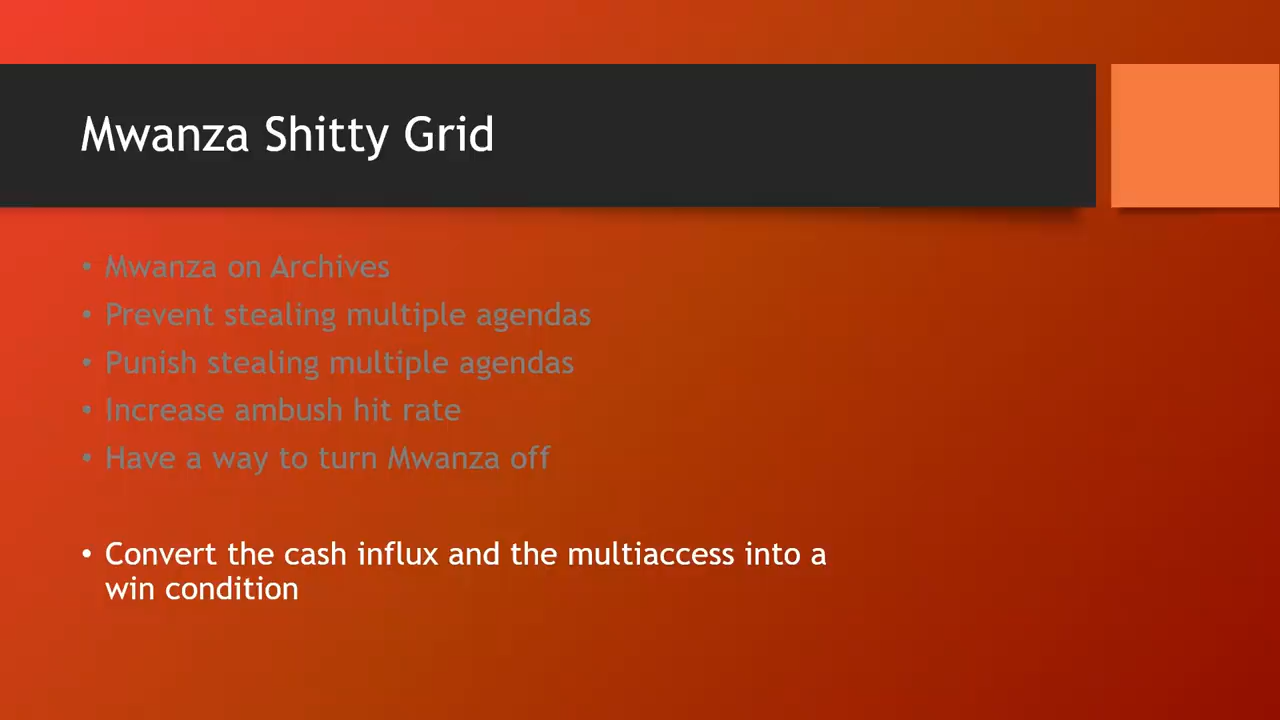 Mwanza Shitty Grid
• Mwanza on Archives
• Prevent stealing multiple agendas
• Punish stealing multiple agendas
• Increase ambush hit rate
• Have a way to turn Mwanza off
• Convert the cash influx and the multiaccess into a
win condition